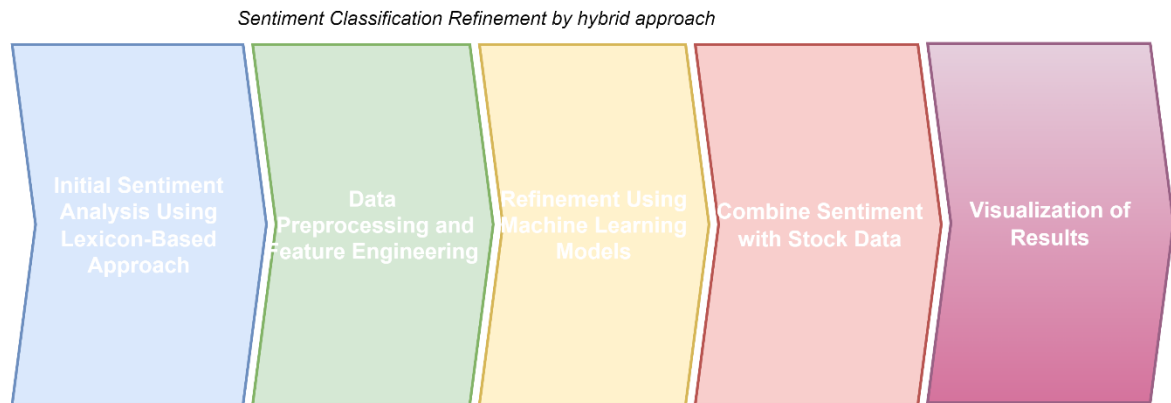 Sentiment Classification Refinement by hybrid approach
Initial Sentiment
Analysis Using
Lexicon-Based
Approach
Data
Preprocessing and
Feature Engineering
Refinement Using
Machine Learning
Models
Combine Sentiment
with Stock Data
Visualization of
Results